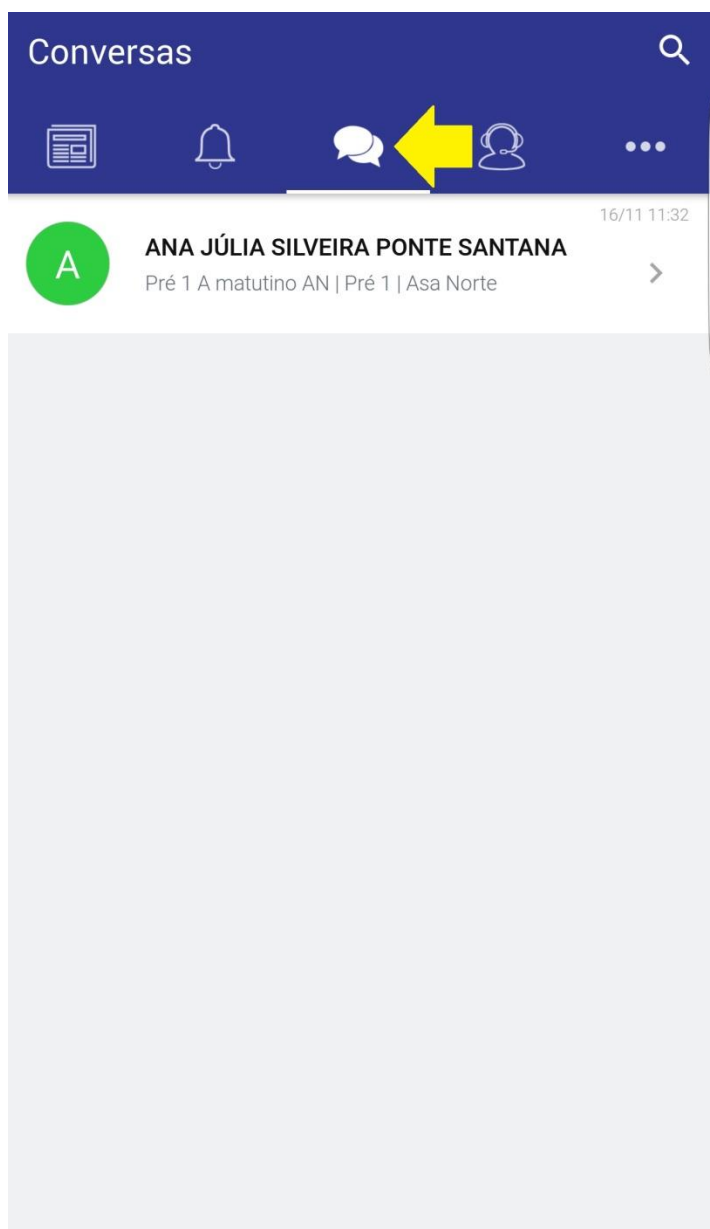 Conversas
16/11 11:32
A
ANA JÚLIA SILVEIRA PONTE SANTANA
Pré 1 A matutino AN | Pré 1 | Asa Norte